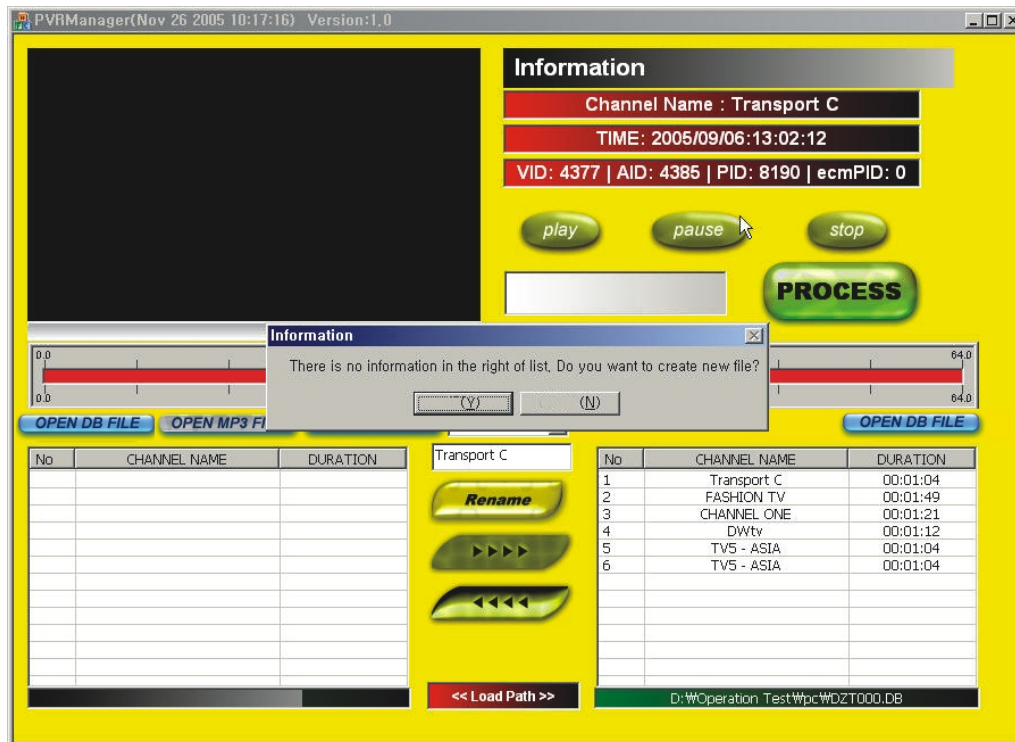 PVRManager(Nov 26 2005 10:17:16) Version:1.0
Information
Channel Name : Transport C
TIME: 2005/09/06:13:02:12
VID: 4377 | AID: 4385 | PID: 8190 | ecmPID: 0
play pause stop
PROCESS
Information
There is no information in the right of list, Do you want to create new file?
(Y) (N)
0.0 64.0
0.0 64.0
OPEN DB FILE OPEN MP3 OPEN DB FILE
No CHANNEL NAME DURATION
Transport C
Rename
<< Load Path >>
No CHANNEL NAME DURATION
1 Transport C 00:01:04
2 FASHION TV 00:01:49
3 CHANNEL ONE 00:01:21
4 DWtv 00:01:12
5 TV5 - ASIA 00:01:04
6 TV5 - ASIA 00:01:04
D:₩Operation Test₩pc₩DZT000.DB